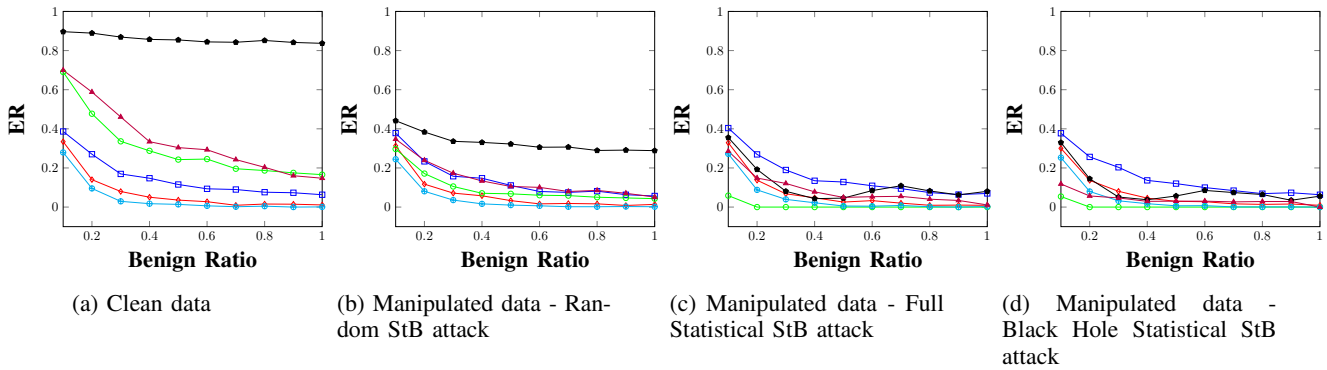 1
0.8
0.6
0.4
0.2
0
ER
0.2 0.4 0.6 0.8 1
Benign Ratio
(a) Clean data
1
0.8
0.6
0.4
0.2
0
ER
0.2 0.4 0.6 0.8 1
Benign Ratio
(b) Manipulated data - Ran-
dom StB attack
1
0.8
0.6
0.4
0.2
0
ER
0.2 0.4 0.6 0.8 1
Benign Ratio
(c) Manipulated data - Full
Statistical StB attack
1
0.8
0.6
0.4
0.2
0
ER
0.2 0.4 0.6 0.8 1
Benign Ratio
(d) Manipulated data -
Black Hole Statistical StB
attack